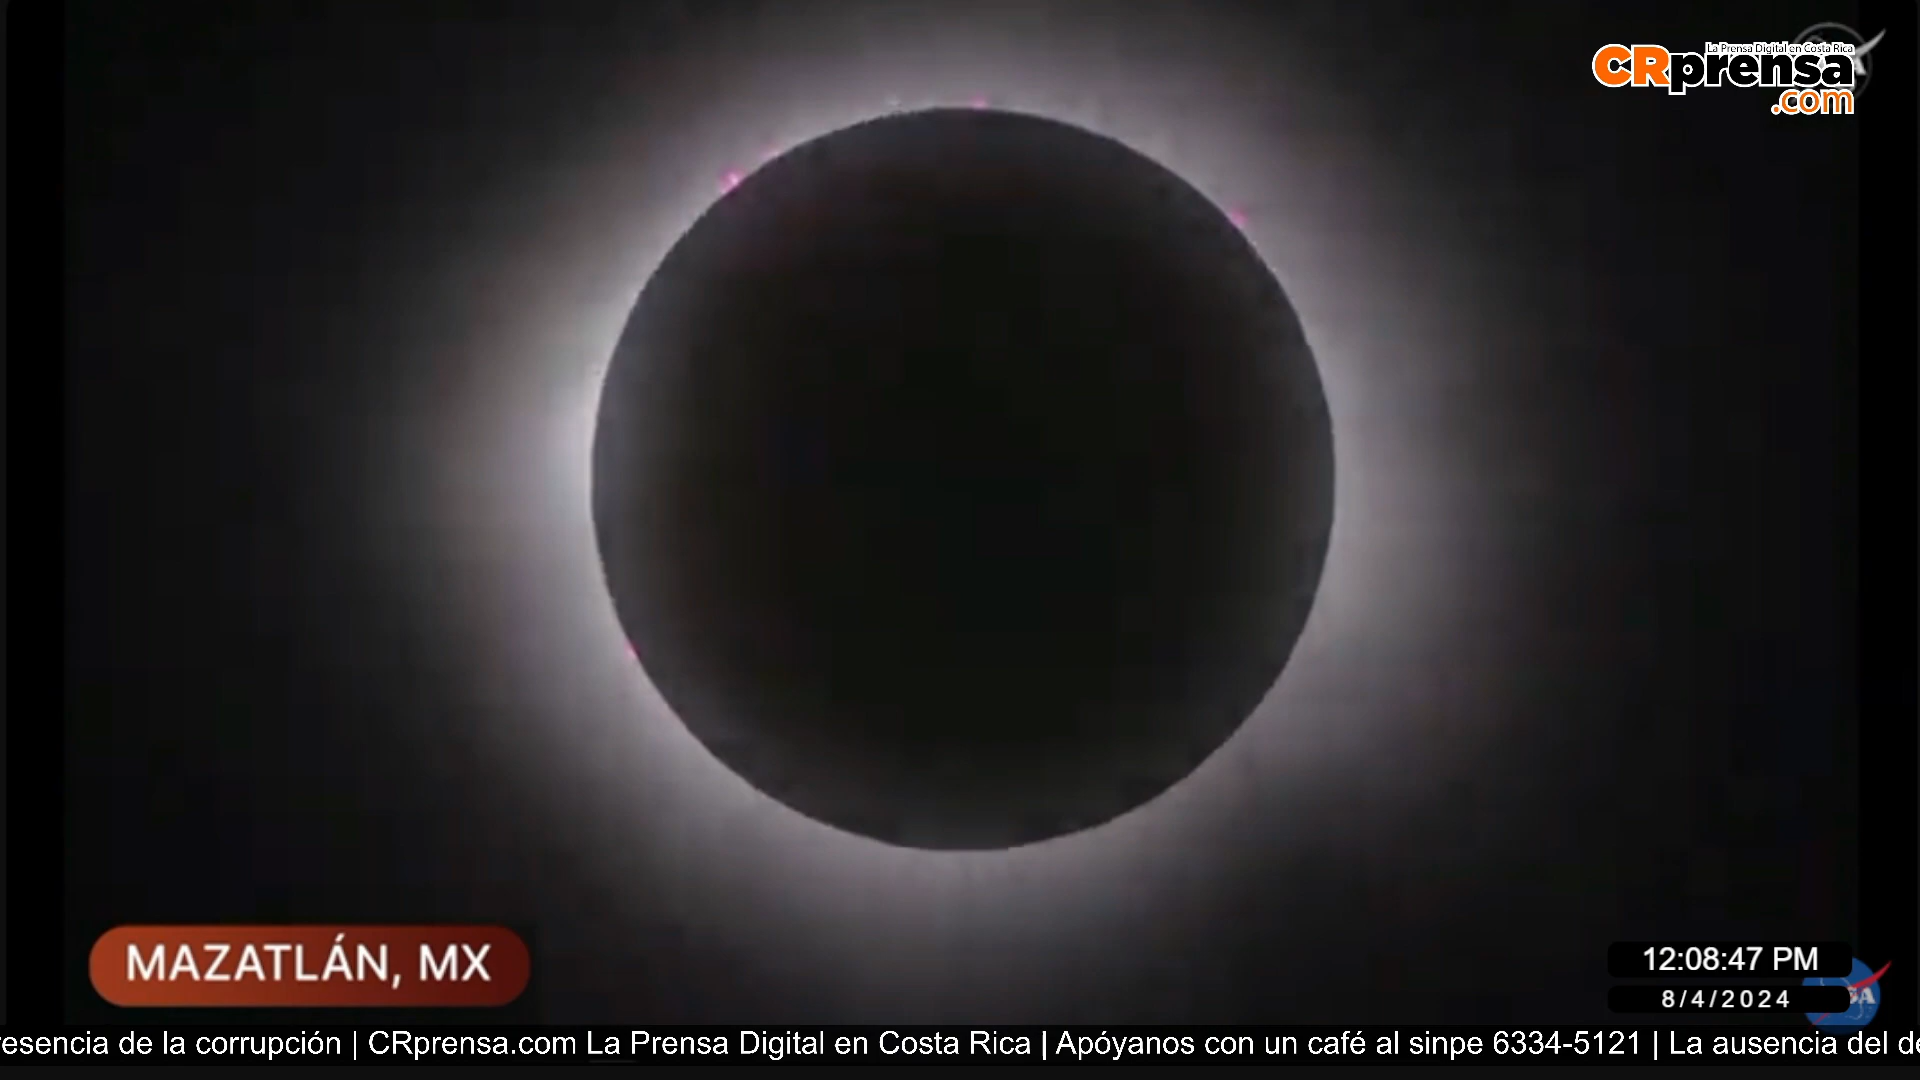 La Prensa Digital en Costa Rica
CRprensa
.com
MAZATLÁN, MX
12:08:47 PM
8/4/2024
esencia de la corrupción | CRprensa.com La Prensa Digital en Costa Rica | Apóyanos con un café al sinpe 6334-5121 | La ausencia del